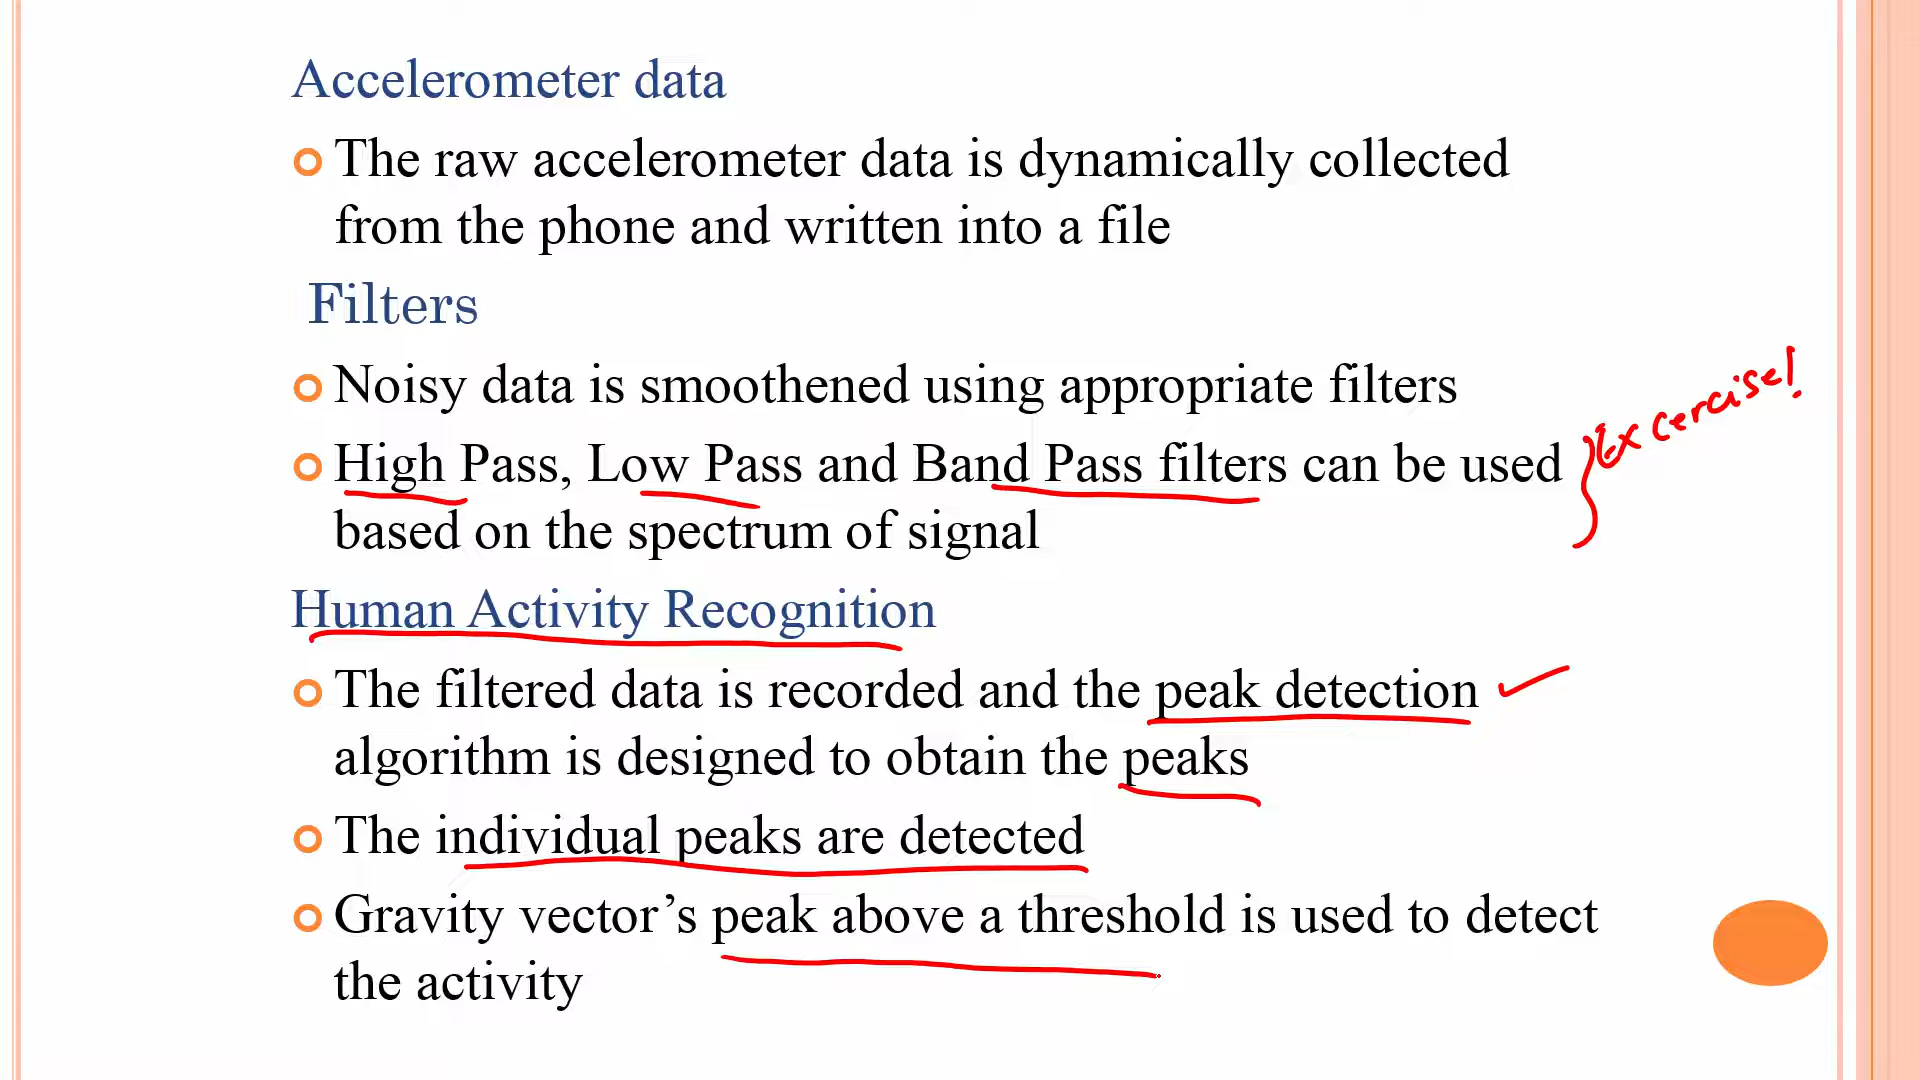 Accelerometer data
The raw accelerometer data is dynamically collected
from the phone and written into a file
Filters
Noisy data is smoothened using appropriate filters
High Pass, Low Pass and Band Pass filters can be used
based on the spectrum of signal
Excercise!
Human Activity Recognition
The filtered data is recorded and the peak detection
algorithm is designed to obtain the peaks
The individual peaks are detected
Gravity vector's peak above a threshold is used to detect
the activity